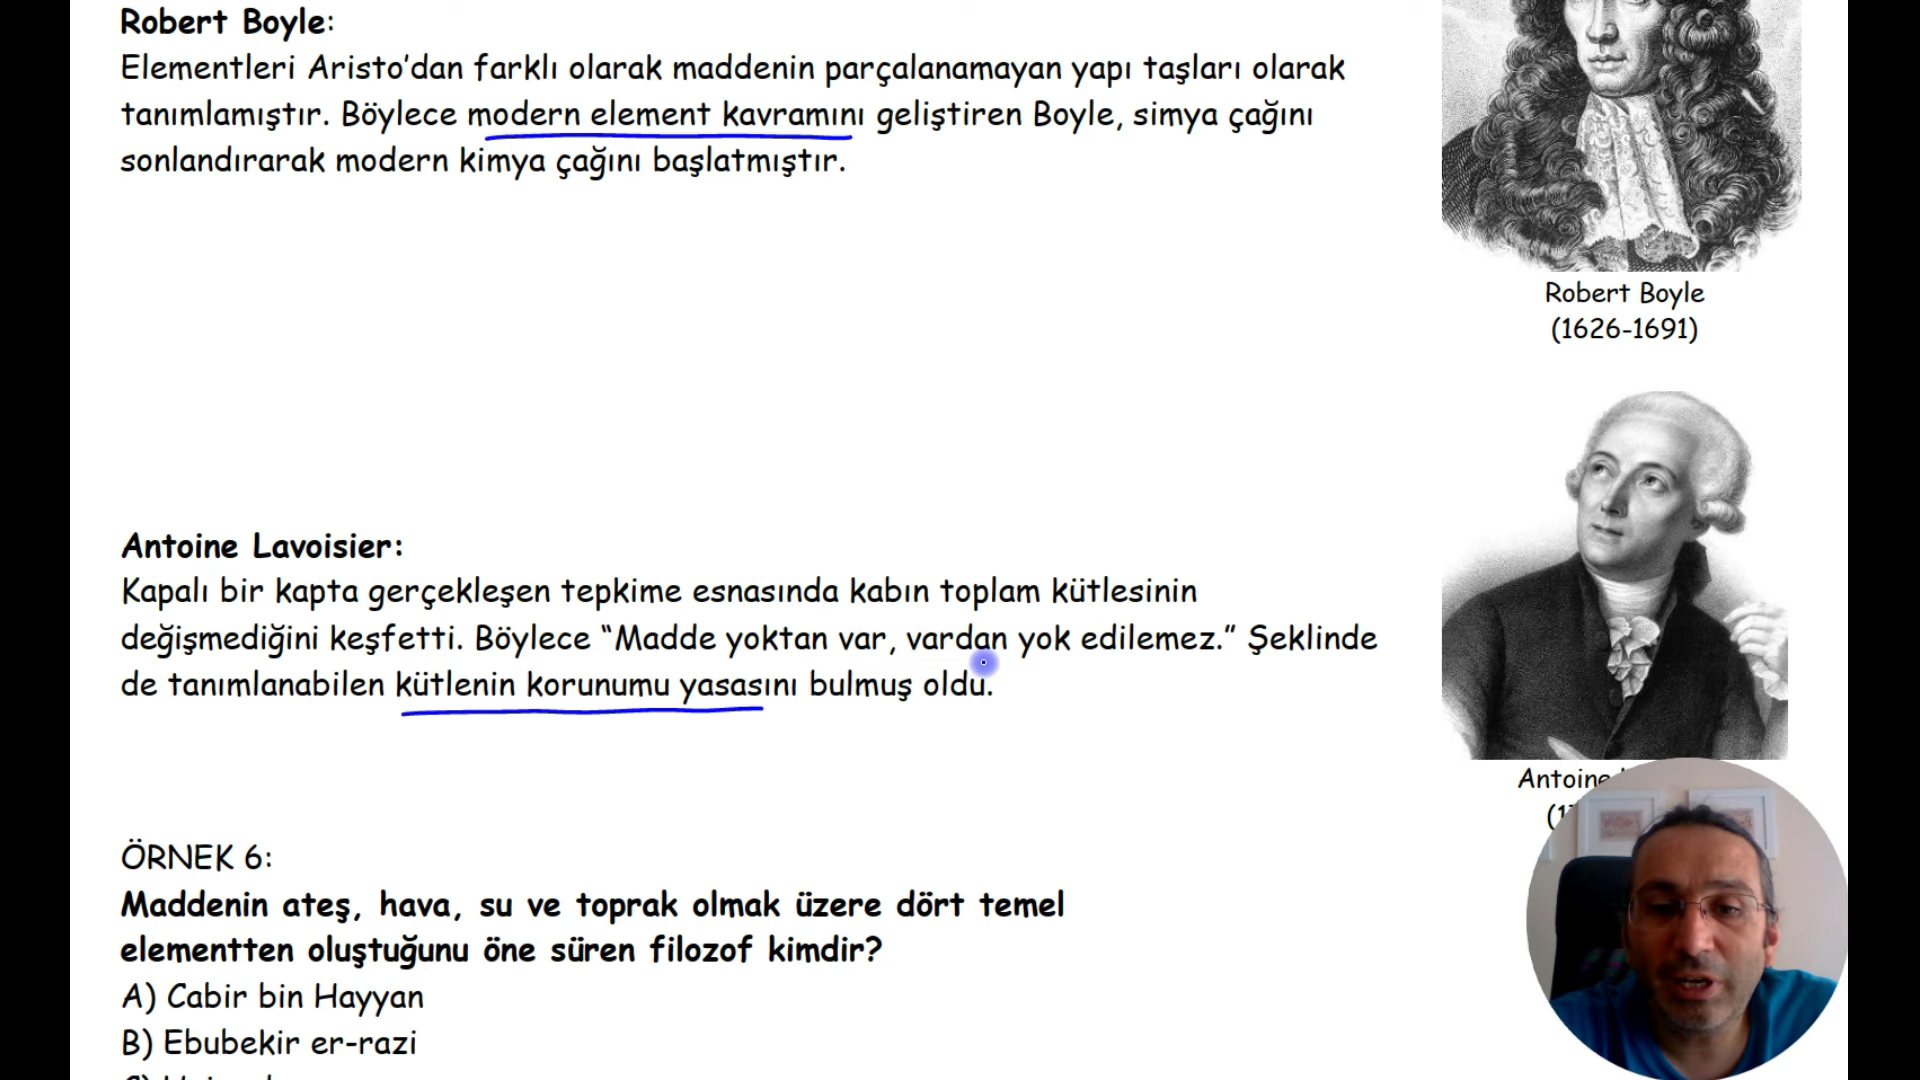 Robert Boyle:
Elementleri Aristo’dan farklı olarak maddenin parçalanamayan yapı taşları olarak
tanımlamıştır. Böylece modern element kavramını geliştiren Boyle, simya çağını
sonlandırarak modern kimya çağını başlatmıştır.
Robert Boyle
(1626-1691)
Antoine Lavoisier:
Kapalı bir kapta gerçekleşen tepkime esnasında kabın toplam kütlesinin
değişmediğini keşfetti. Böylece “Madde yoktan var, vardan yok edilemez.” Şeklinde
de tanımlanabilen kütlenin korunumu yasasını bulmuş oldu.
Antoine
ÖRNEK 6:
Maddenin ateş, hava, su ve toprak olmak üzere dört temel
elementten oluştuğunu öne süren filozof kimdir?
A) Cabir bin Hayyan
B) Ebubekir er-razi